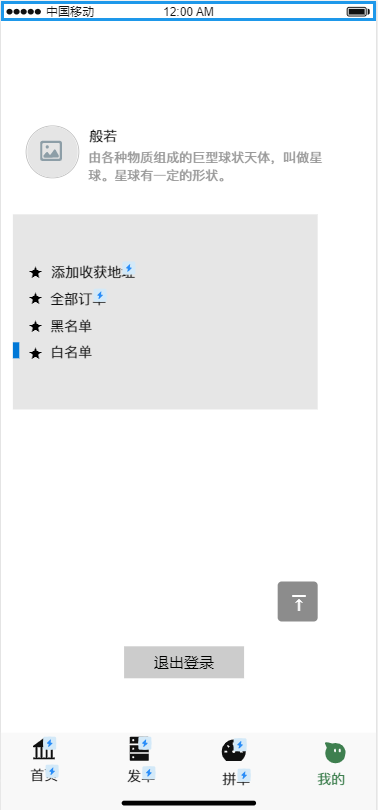 中国移动 12:00 AM
般若
由各种物质组成的巨型球状天体，叫做星
球。星球有一定的形状。
添加收获地址
全部订单
黑名单
白名单
退出登录
首页 发单 拼单 我的